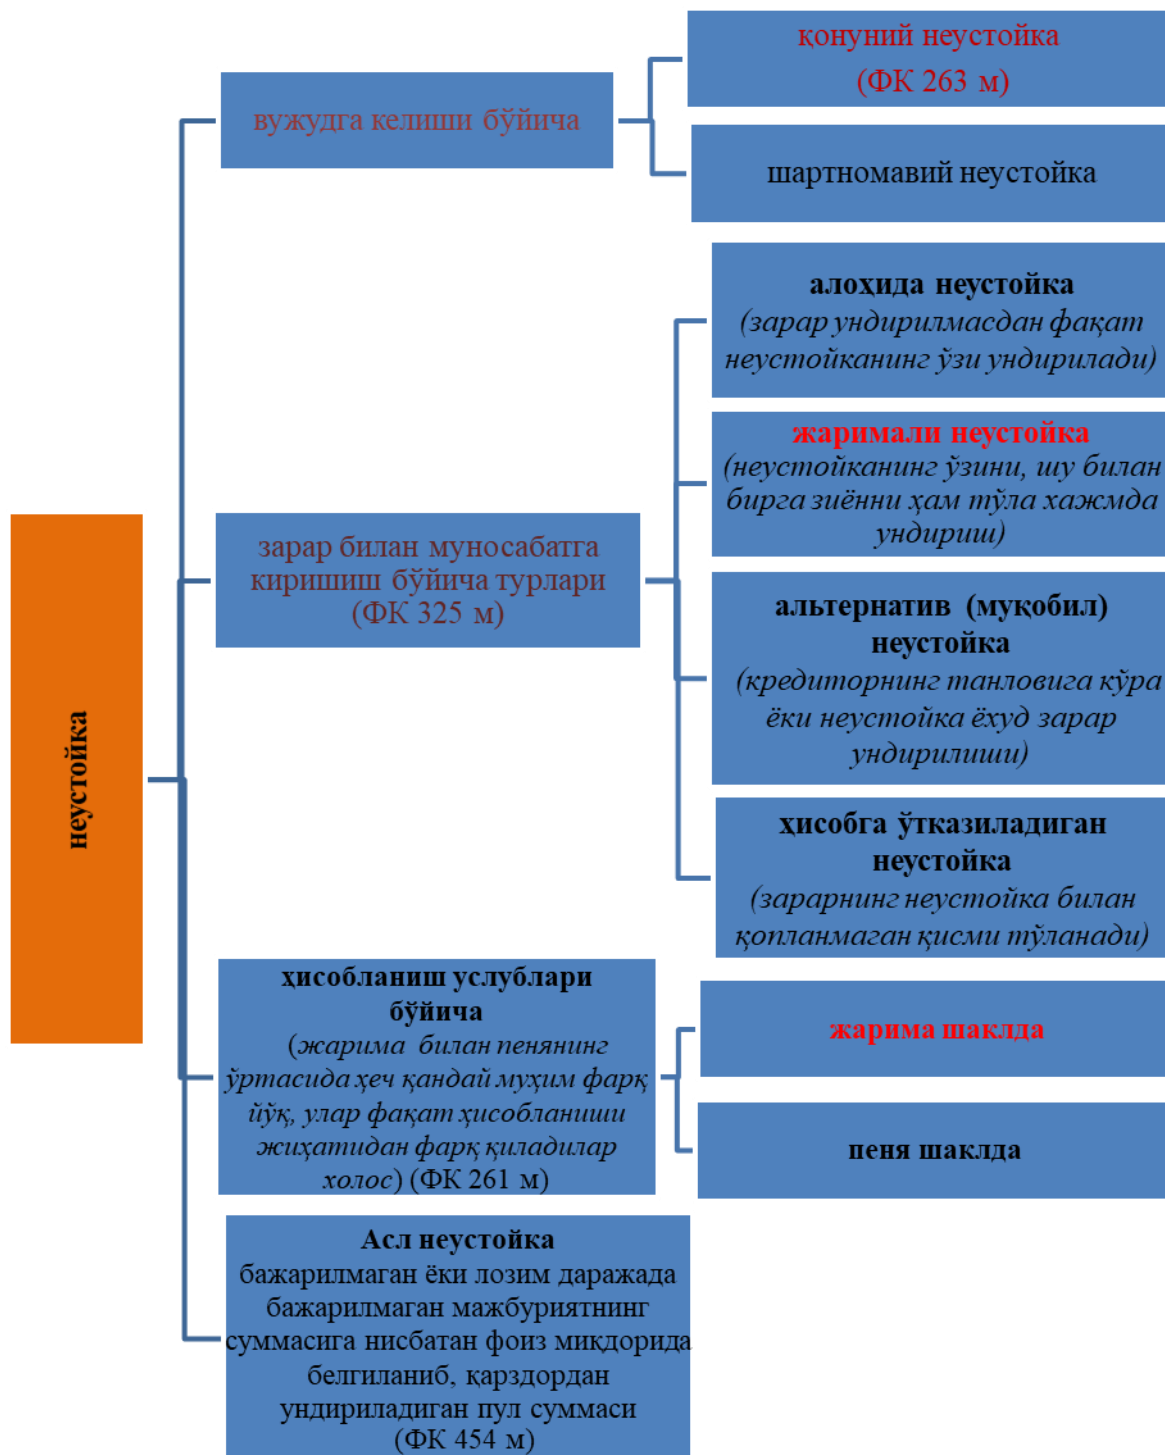 неустойка
вужудга келиши бўйича
қонуний неустойка
(ФК 263 м)
шартномавий неустойка
зарар билан муносабатга
киришиш бўйича турлари
(ФК 325 м)
алоҳида неустойка
(зарар ундирилмасдан фақат
неустойканинг ўзи ундирилади)
жаримали неустойка
(неустойканинг ўзини, шу билан
бирга зиённи ҳам тўла хажмда
ундириш)
альтернатив (муқобил)
неустойка
(кредиторнинг танловига кўра
ёки неустойка ёхуд зарар
ундирилиши)
ҳисобга ўтказиладиган
неустойка
(зарарнинг неустойка билан
қопланмаган қисми тўланади)
ҳисобланиш услублари
бўйича
(жарима билан пенянинг
ўртасида ҳеч қандай муҳим фарқ
йўқ, улар фақат ҳисобланиши
жиҳатидан фарқ қиладилар
холос) (ФК 261 м)
жарима шаклда
пеня шаклда
Асл неустойка
бажарилмаган ёки лозим даражада
бажарилмаган мажбуриятнинг
суммасига нисбатан фоиз миқдорида
белгиланиб, қарздордан
ундириладиган пул суммаси
(ФК 454 м)